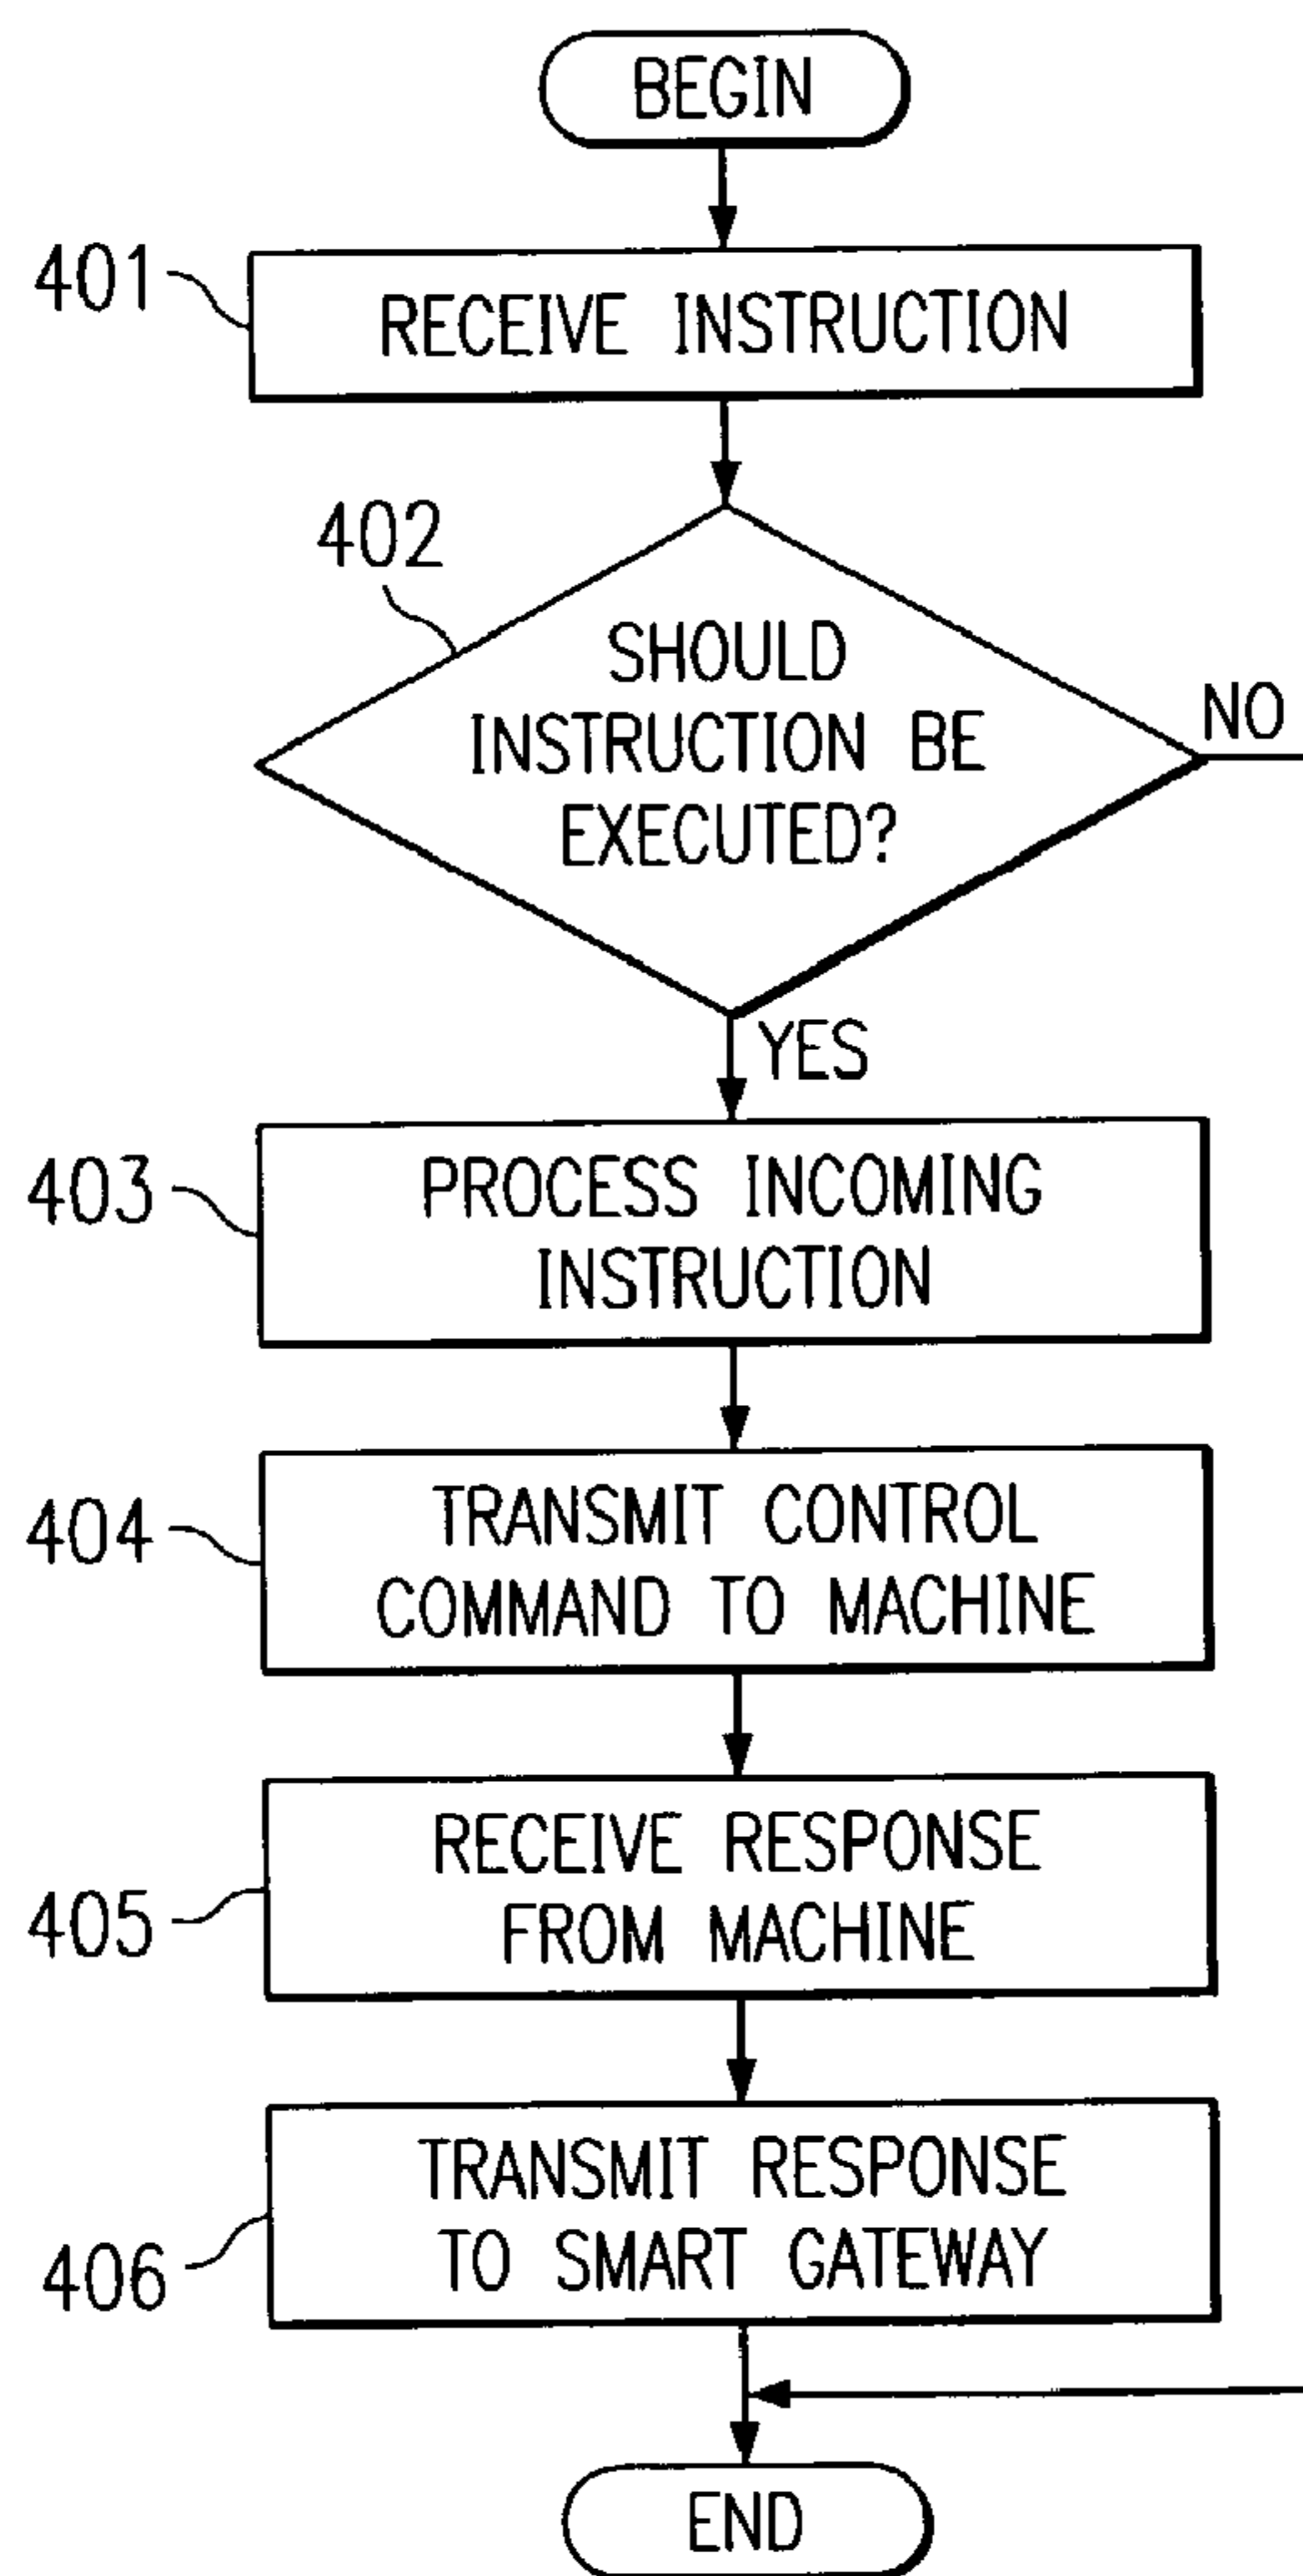 BEGIN
401
RECEIVE INSTRUCTION
402
SHOULD
INSTRUCTION BE
EXECUTED?
NO
YES
403
PROCESS INCOMING
INSTRUCTION
404
TRANSMIT CONTROL
COMMAND TO MACHINE
405
RECEIVE RESPONSE
FROM MACHINE
406
TRANSMIT RESPONSE
TO SMART GATEWAY
END